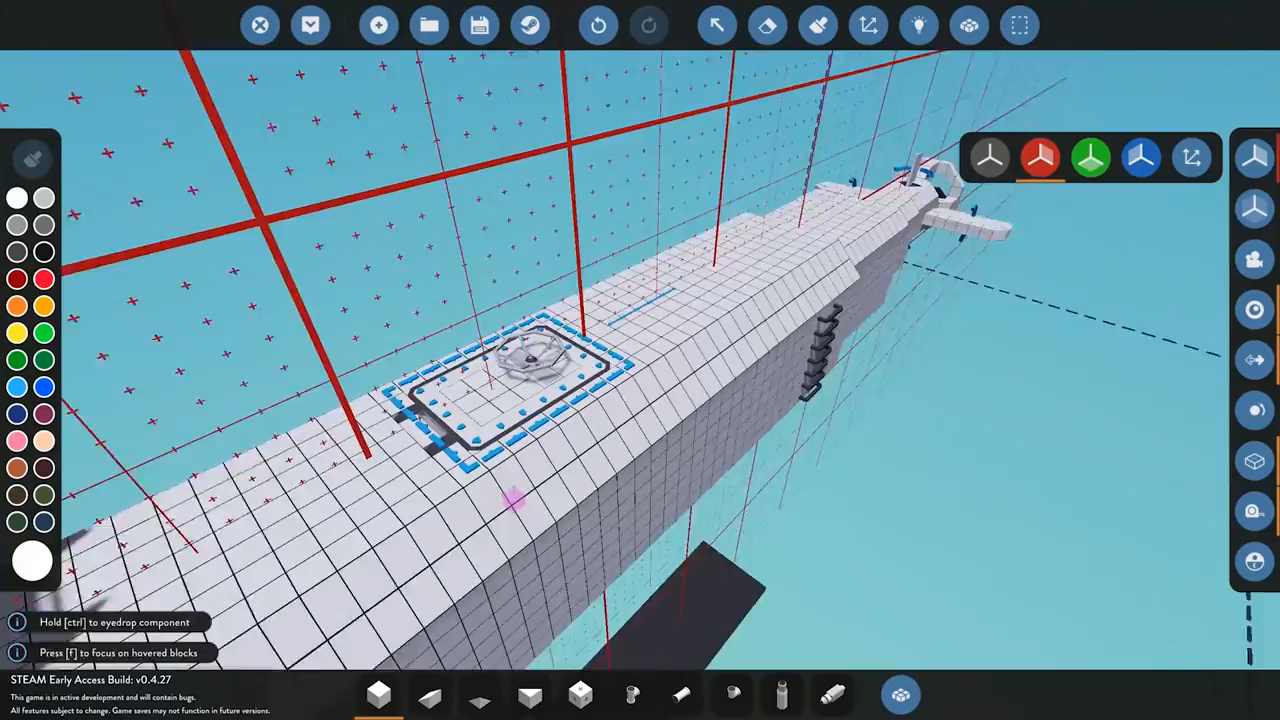 Hold [ctrl] to eyedrop component
Press [f] to focus on hovered blocks
STEAM Early Access Build: v0.4.27
This game is in active development and will contain bugs.
All features subject to change. Game saves may not function in future versions.